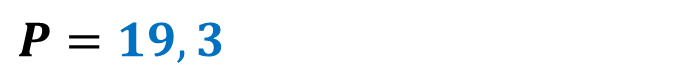 P = 19,3